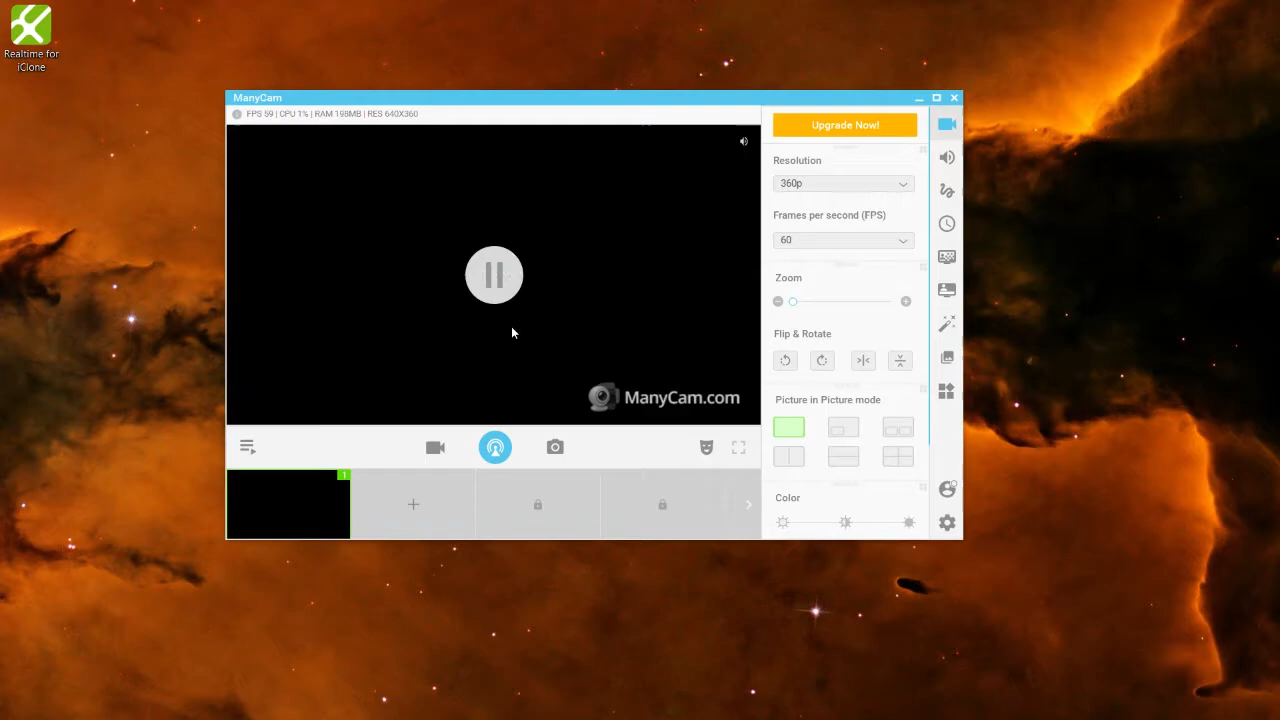 Realtime for
iClone
ManyCam
FPS 59 | CPU 1% | RAM 198MB | RES 640X360
Upgrade Now!
Resolution
360p
Frames per second (FPS)
60
Zoom
Flip & Rotate
ManyCam.com
Picture in Picture mode
1
Color